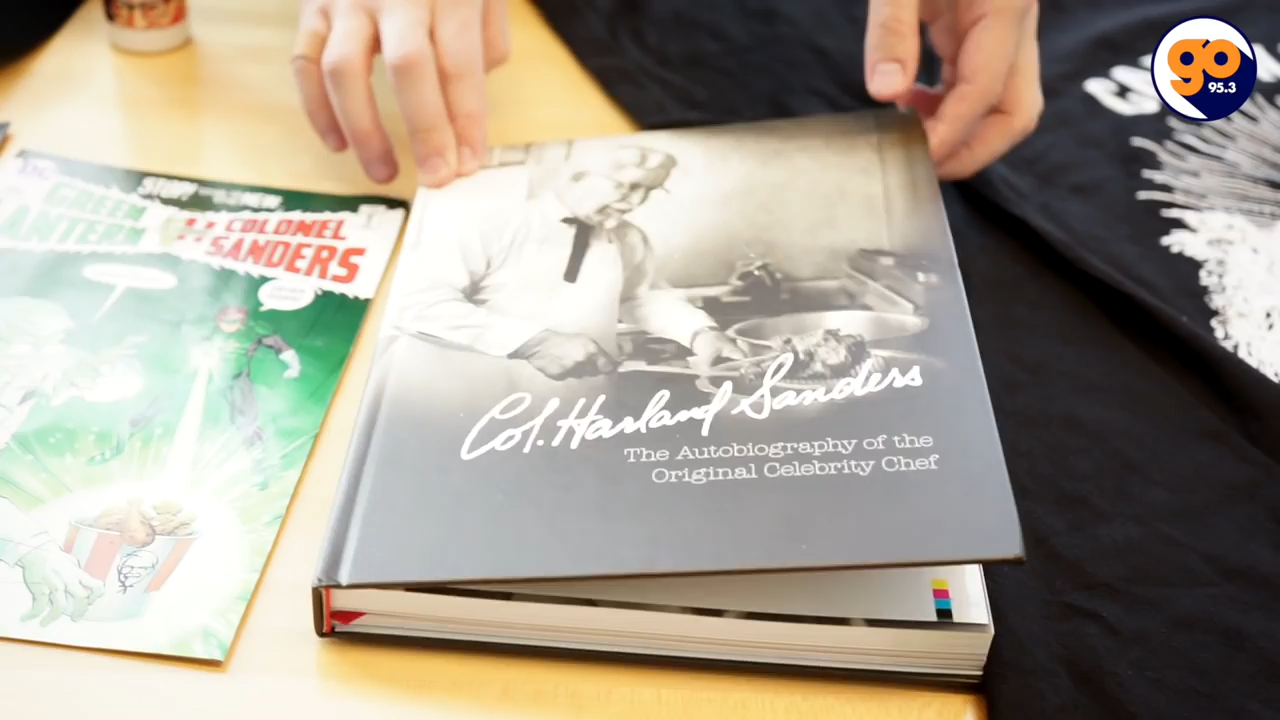 go
95.3
GREEN
LANTERN
COLONEL
SANDERS
Col. Harland Sanders
The Autobiography of the
Original Celebrity Chef